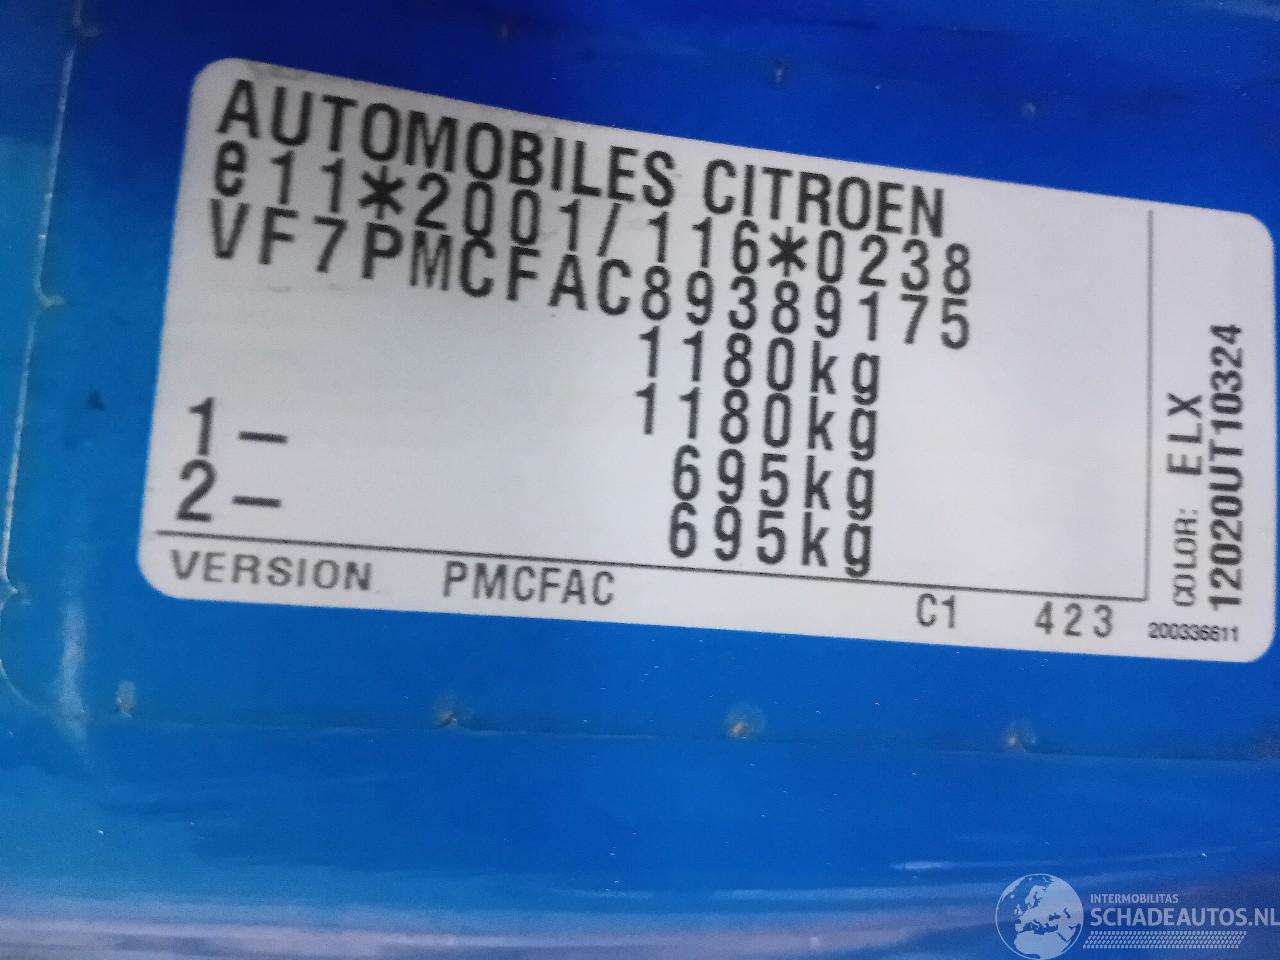 AUTOMOBILES CITROEN
e11*2001/116*0238
VF7PMCFAC89389175
1180kg
1180kg
1- 695kg
2- 695kg
VERSION PMCFAC C1 423
COLOR: ELX
12020UT10324
200336611
INTERMOBILITAS
SCHADEAUTOS.NL